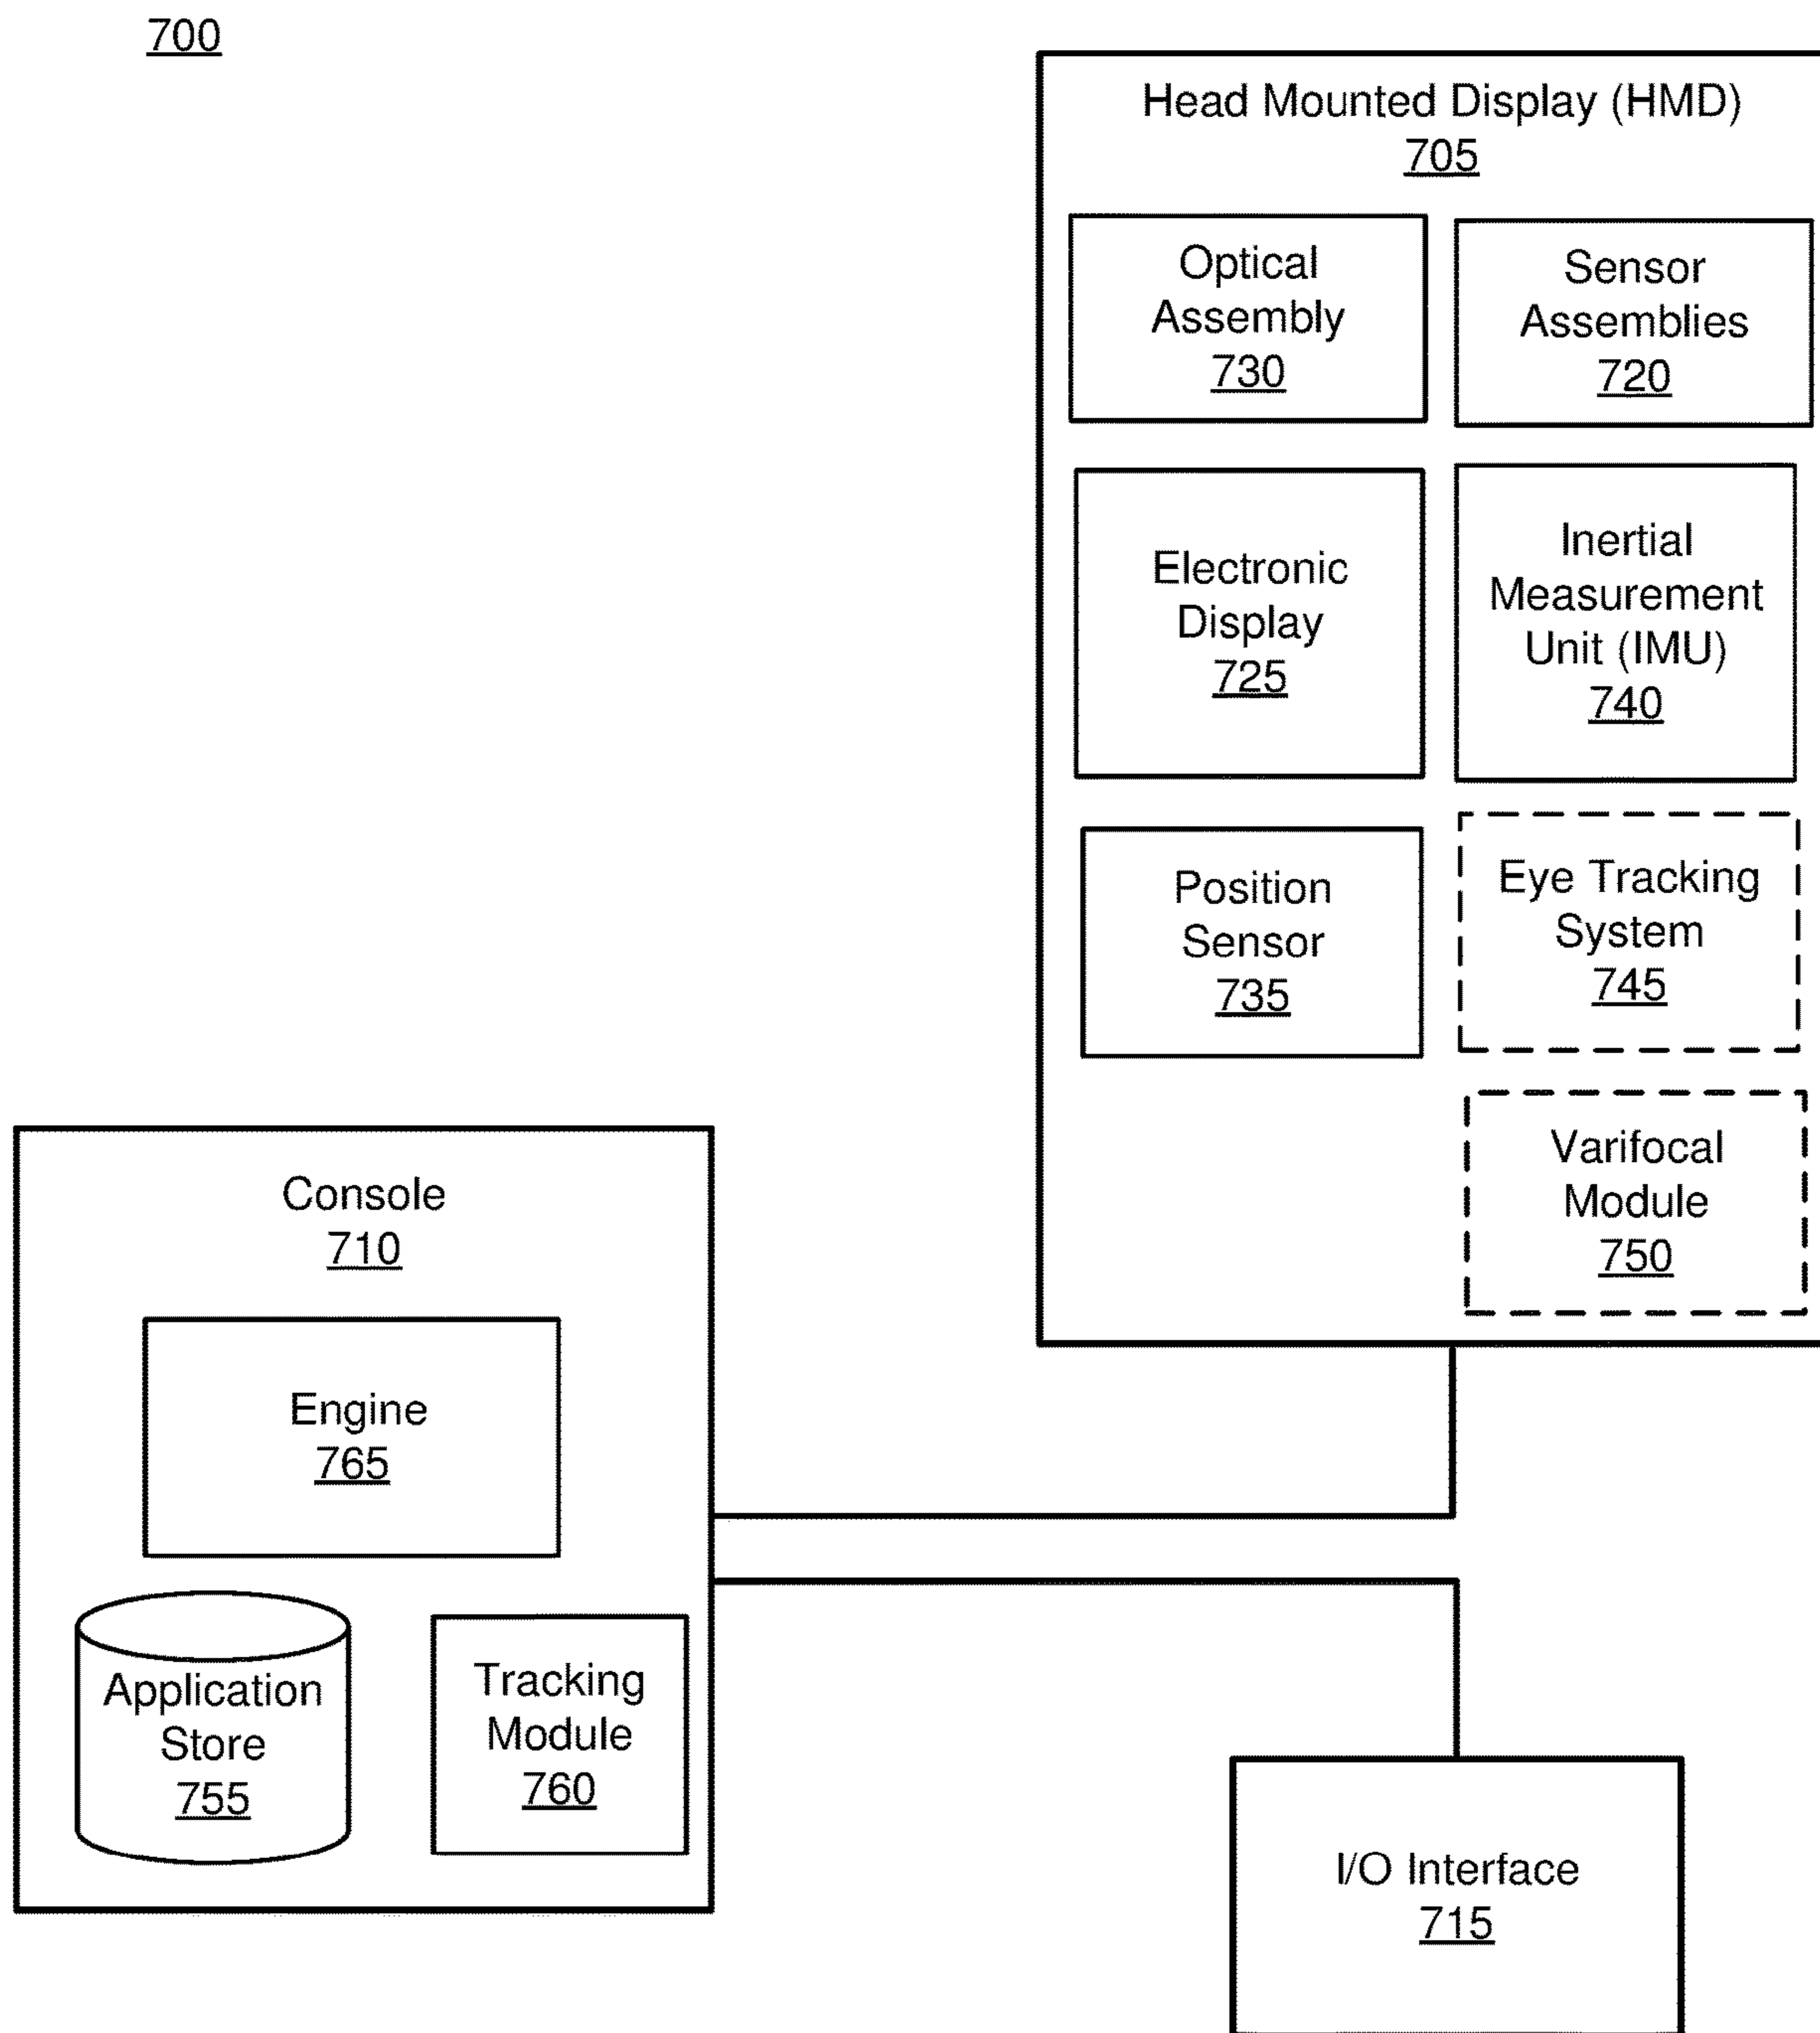 700
Head Mounted Display (HMD)
705
Optical
Assembly
730
Sensor
Assemblies
720
Electronic
Display
725
Inertial
Measurement
Unit (IMU)
740
Position
Sensor
735
Eye Tracking
System
745
Varifocal
Module
750
Console
710
Engine
765
Application
Store
755
Tracking
Module
760
I/O Interface
715